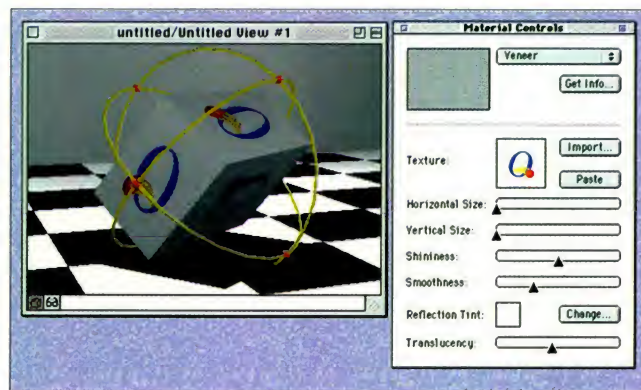 untitled/Untitled View #1
Material Controls
Veneer
Get Info...
Texture:
Import...
Paste
Horizontal Size:
Vertical Size:
Shininess:
Smoothness:
Reflection Tint:
Change...
Translucency: